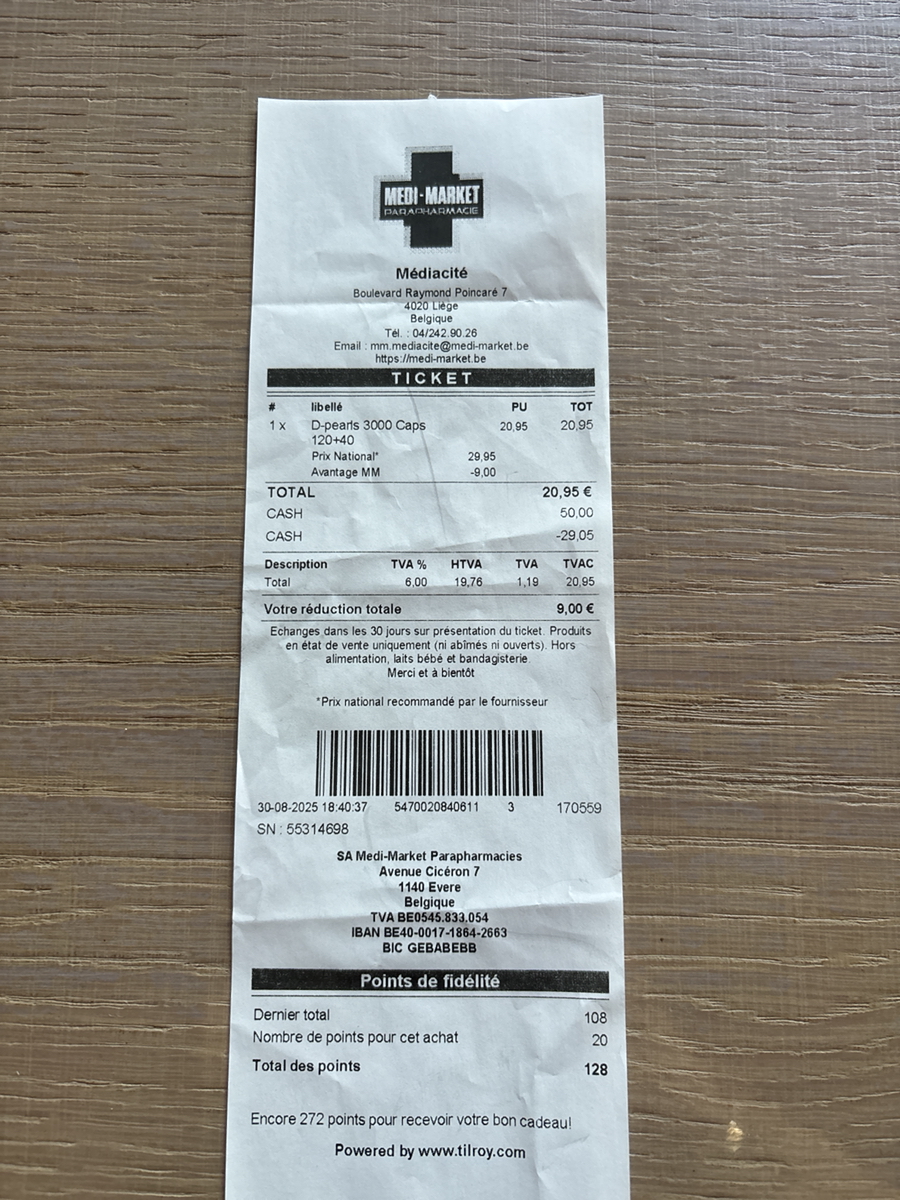 MEDI-MARKET
PARAPHARMACIE
Médiacité
Boulevard Raymond Poincaré 7
4020 Liège
Belgique
Tél. : 04/242.90.26
Email : mm.mediacite@medi-market.be
https://medi-market.be
TICKET
# libellé PU TOT
1 x D-pearls 3000 Caps 20,95 20,95
120+40
Prix National* 29,95
Avantage MM -9,00
TOTAL 20,95 €
CASH 50,00
CASH -29,05
Description TVA % HTVA TVA TVAC
Total 6,00 19,76 1,19 20,95
Votre réduction totale 9,00 €
Echanges dans les 30 jours sur présentation du ticket. Produits
en état de vente uniquement (ni abîmés ni ouverts). Hors
alimentation, laits bébé et bandagisterie.
Merci et à bientôt
*Prix national recommandé par le fournisseur
30-08-2025 18:40:37 5470020840611 3 170559
SN : 55314698
SA Medi-Market Parapharmacies
Avenue Cicéron 7
1140 Evere
Belgique
TVA BE0545.833.054
IBAN BE40-0017-1864-2663
BIC GEBABEBB
Points de fidélité
Dernier total 108
Nombre de points pour cet achat 20
Total des points 128
Encore 272 points pour recevoir votre bon cadeau!
Powered by www.tilroy.com